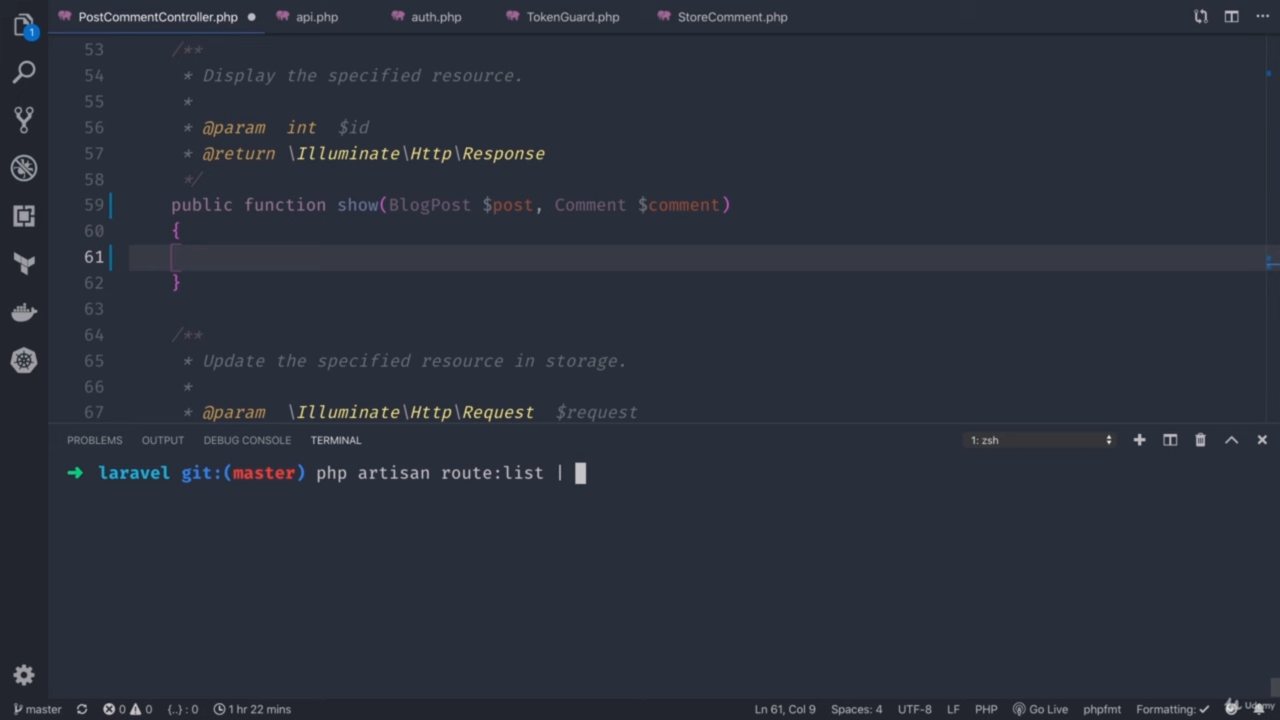 PostCommentController.php
api.php
auth.php
TokenGuard.php
StoreComment.php
1
53 /**
54 * Display the specified resource.
55 *
56 * @param int $id
57 * @return \Illuminate\Http\Response
58 */
59 public function show(BlogPost $post, Comment $comment)
60 {
61
62 }
63
64 /**
65 * Update the specified resource in storage.
66 *
67 * @param \Illuminate\Http\Request $request
PROBLEMS OUTPUT DEBUG CONSOLE TERMINAL 1: zsh
➜ laravel git:(master) php artisan route:list |
master 0 0 {..} : 0 1 hr 22 mins Ln 61, Col 9 Spaces: 4 UTF-8 LF PHP Go Live phpfmt Formatting: ✓ Udemy